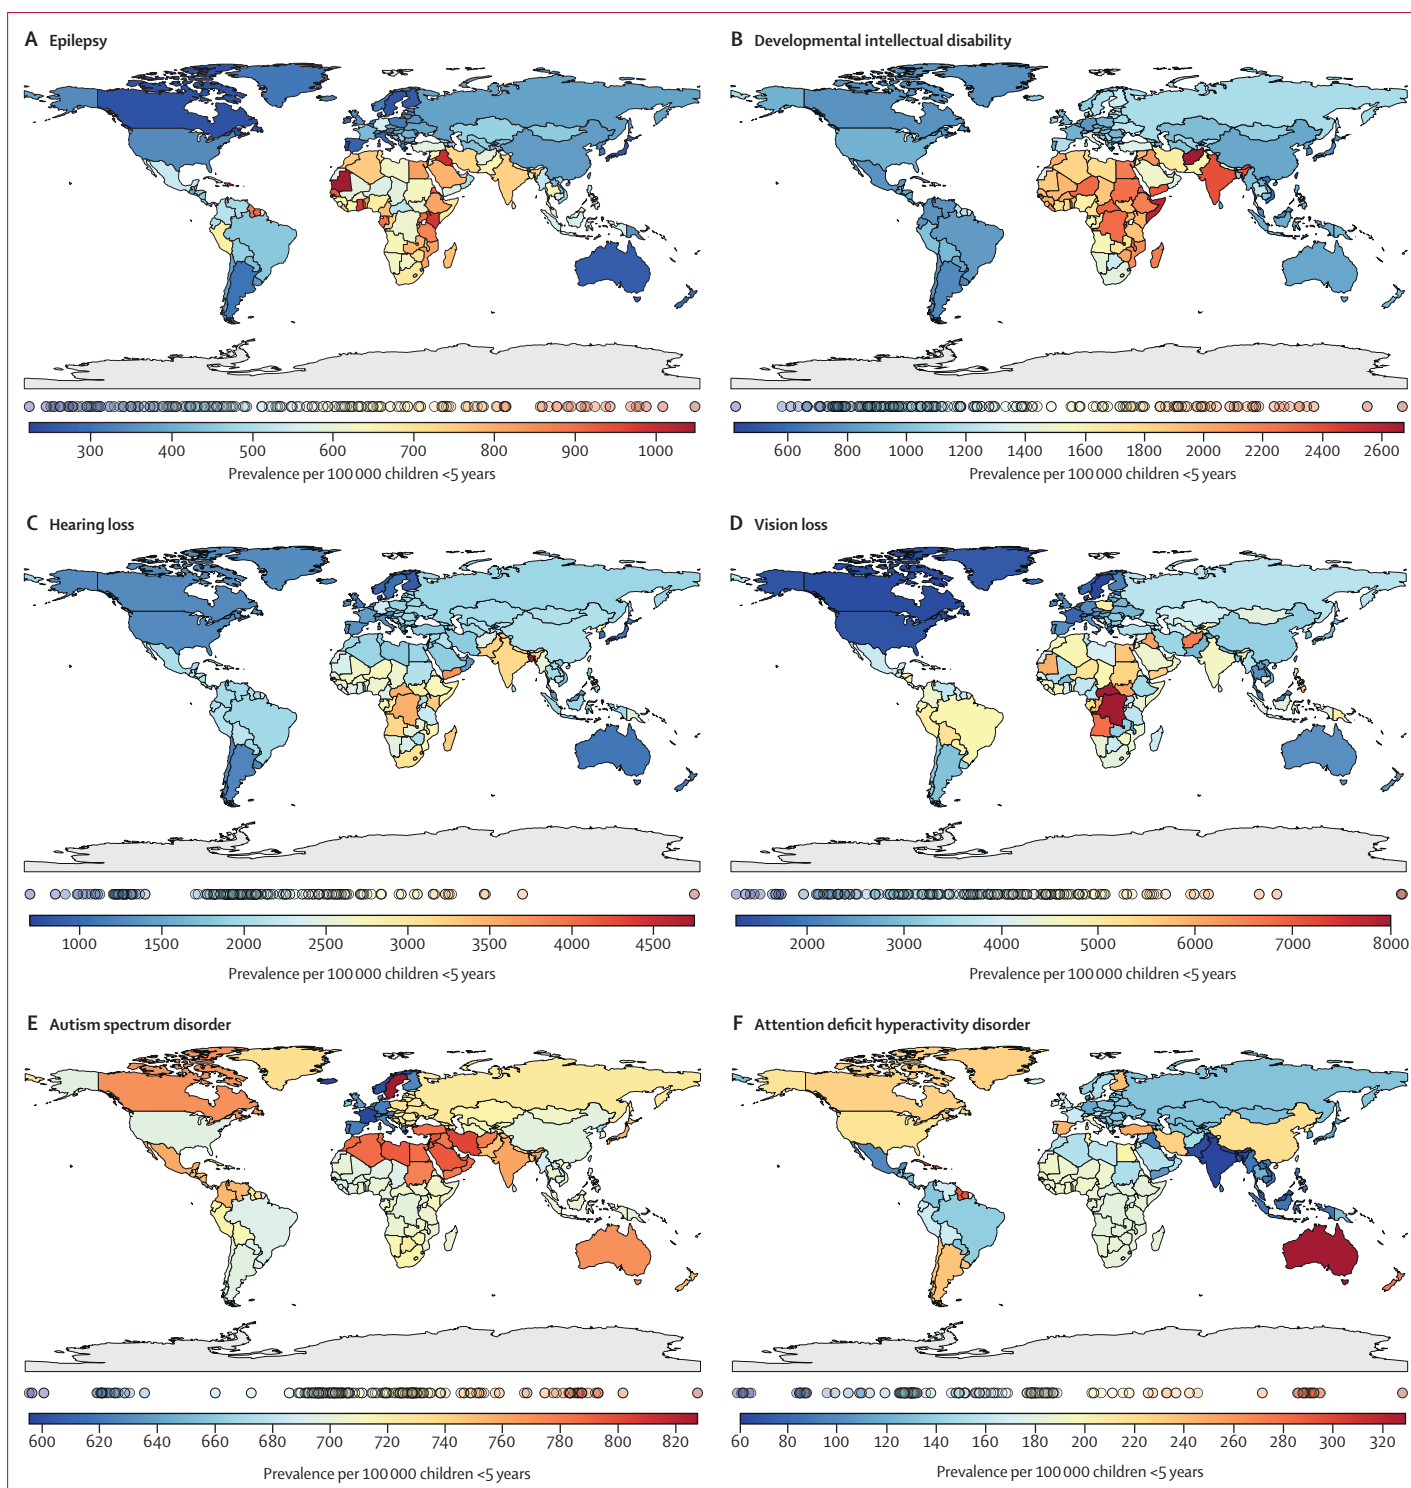 A Epilepsy
B Developmental intellectual disability
300 400 500 600 700 800 900 1000
Prevalence per 100 000 children <5 years
600 800 1000 1200 1400 1600 1800 2000 2200 2400 2600
Prevalence per 100 000 children <5 years
C Hearing loss
D Vision loss
1000 1500 2000 2500 3000 3500 4000 4500
Prevalence per 100 000 children <5 years
2000 3000 4000 5000 6000 7000 8000
Prevalence per 100 000 children <5 years
E Autism spectrum disorder
F Attention deficit hyperactivity disorder
600 620 640 660 680 700 720 740 760 780 800 820
Prevalence per 100 000 children <5 years
60 80 100 120 140 160 180 200 220 240 260 280 300 320
Prevalence per 100 000 children <5 years